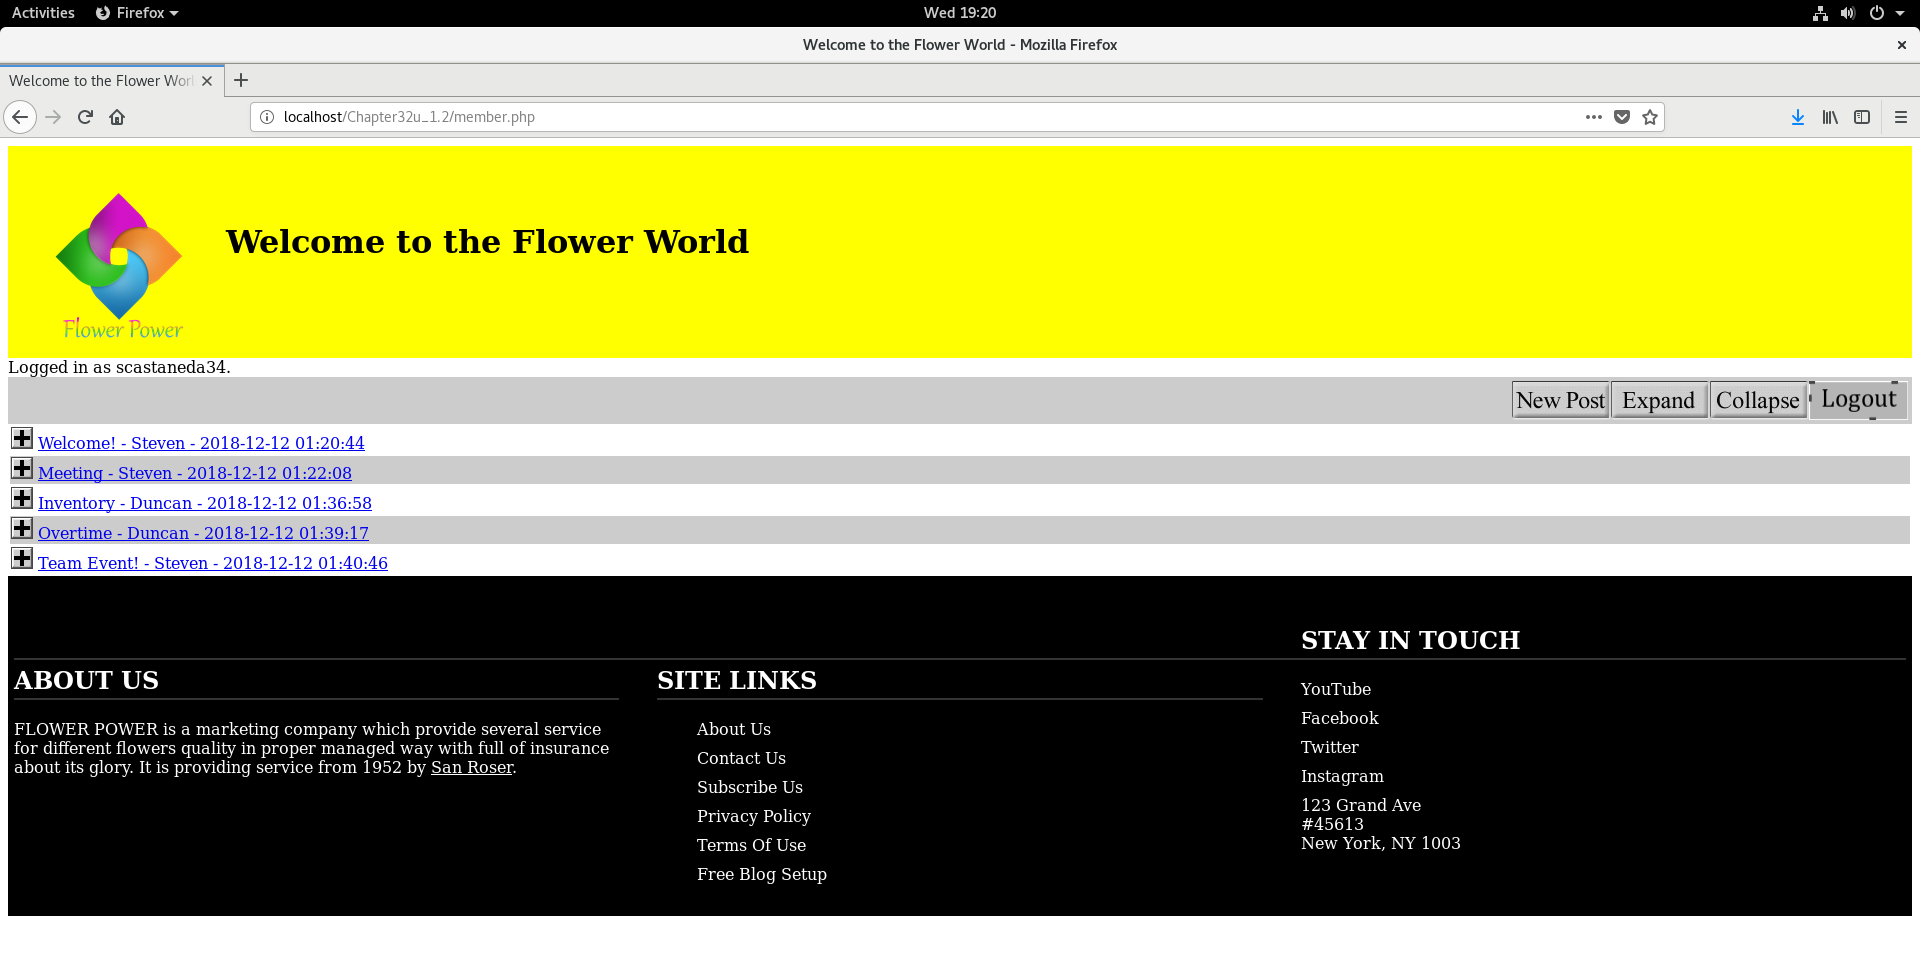 Activities Firefox Wed 19:20
Welcome to the Flower World - Mozilla Firefox
Welcome to the Flower Worl
localhost/Chapter32u_1.2/member.php
Welcome to the Flower World
Flower Power
Logged in as scastaneda34.
New Post Expand Collapse Logout
Welcome! - Steven - 2018-12-12 01:20:44
Meeting - Steven - 2018-12-12 01:22:08
Inventory - Duncan - 2018-12-12 01:36:58
Overtime - Duncan - 2018-12-12 01:39:17
Team Event! - Steven - 2018-12-12 01:40:46
ABOUT US
FLOWER POWER is a marketing company which provide several service
for different flowers quality in proper managed way with full of insurance
about its glory. It is providing service from 1952 by San Roser.
SITE LINKS
About Us
Contact Us
Subscribe Us
Privacy Policy
Terms Of Use
Free Blog Setup
STAY IN TOUCH
YouTube
Facebook
Twitter
Instagram
123 Grand Ave
#45613
New York, NY 1003